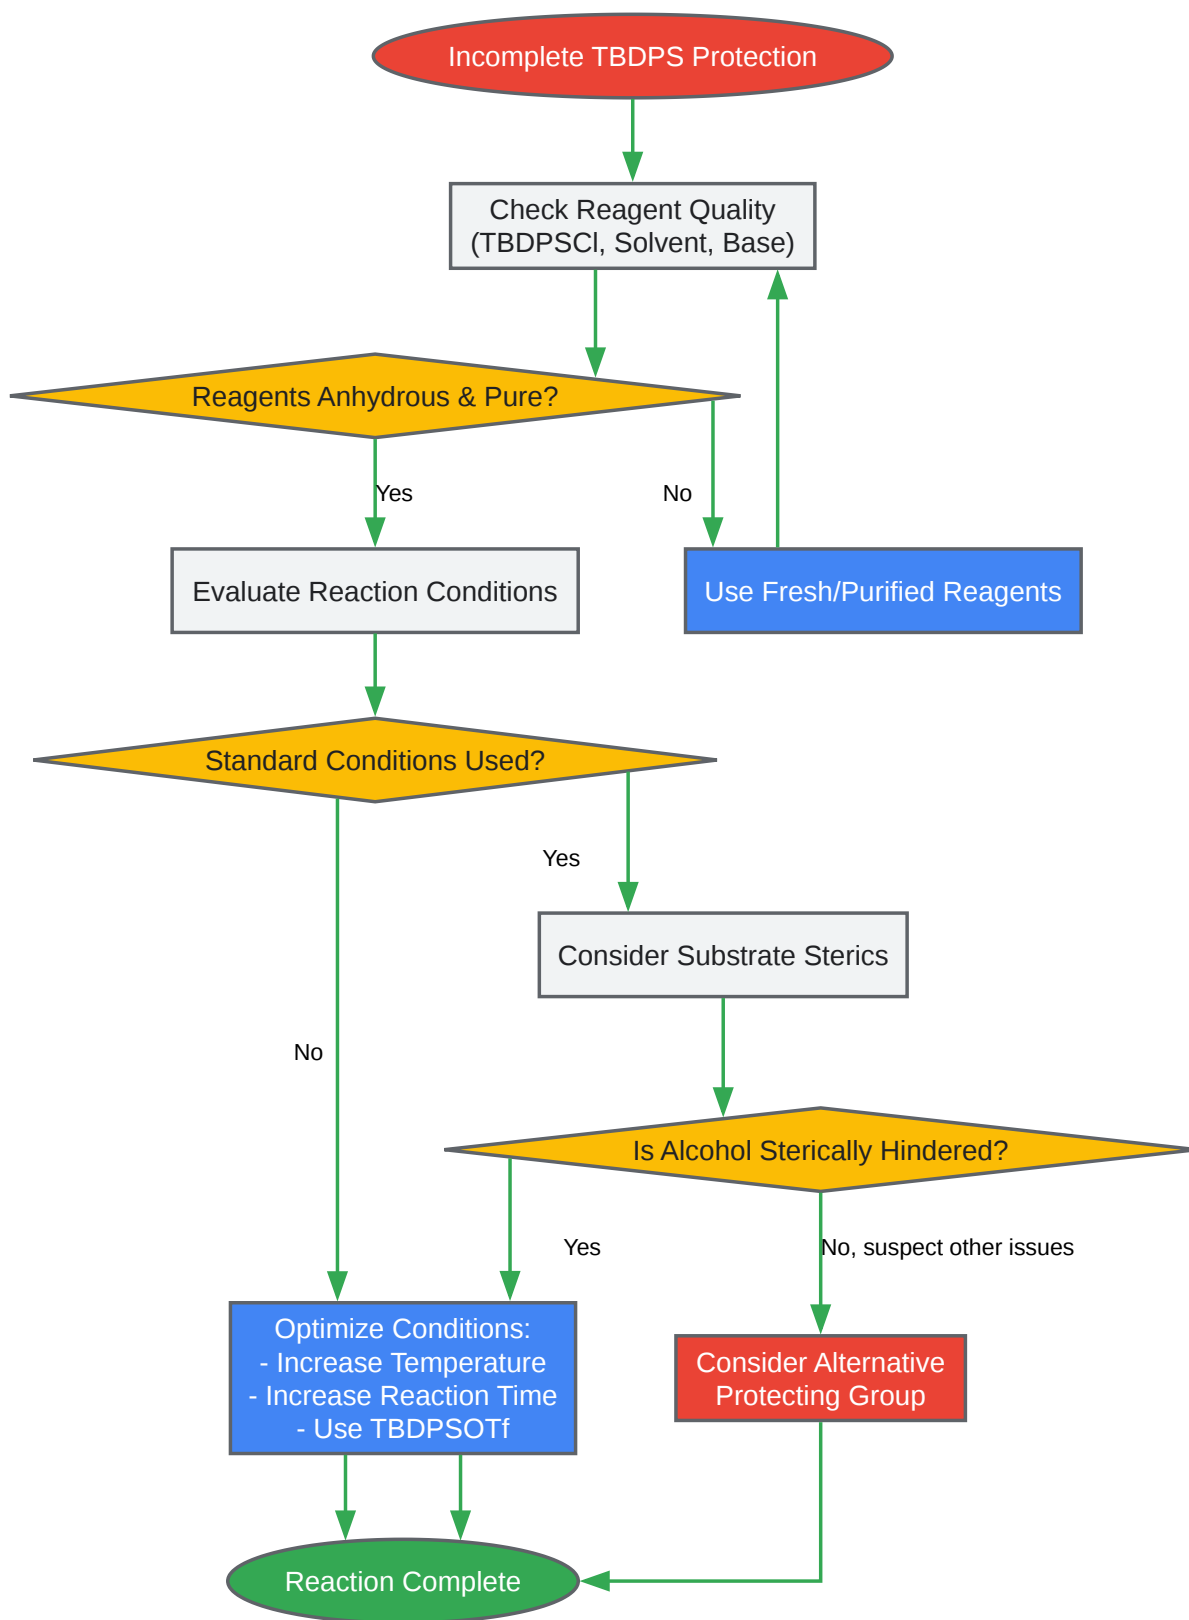 Incomplete TBDPS Protection
Check Reagent Quality
(TBDPSCl, Solvent, Base)
Reagents Anhydrous & Pure?
Yes
No
Evaluate Reaction Conditions
Use Fresh/Purified Reagents
Standard Conditions Used?
Yes
Consider Substrate Sterics
No
Is Alcohol Sterically Hindered?
Yes
No, suspect other issues
Optimize Conditions:
- Increase Temperature
- Increase Reaction Time
- Use TBDPSOTf
Consider Alternative
Protecting Group
Reaction Complete